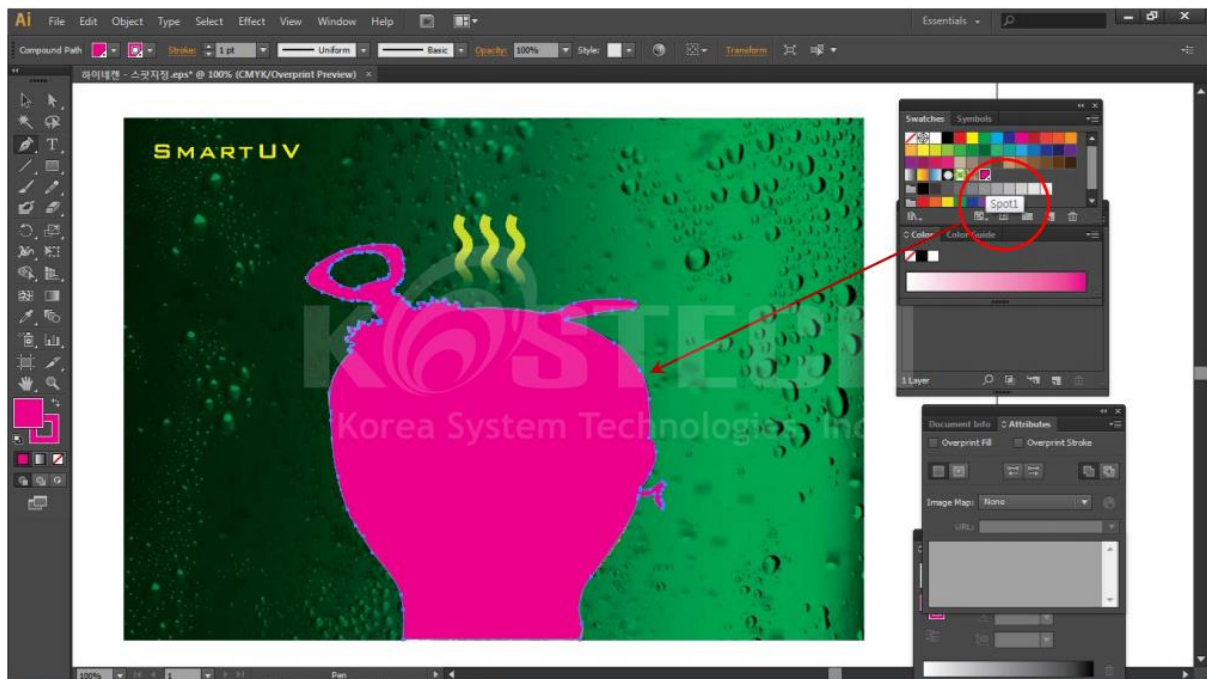 Ai File Edit Object Type Select Effect View Window Help Essentials
Compound Path Stroke: 1 pt Uniform Basic Opacity: 100% Style: Transform
하이네켄 - 스팟지정.eps* @ 100% (CMYK/Overprint Preview) ×
SMARTUV
Swatches Symbols
Spot1
Color Color Guide
KOSTECH
Korea System Technologies, Inc
1 Layer
Document Info Attributes
Overprint Fill Overprint Stroke
Image Map: None
URL:
100% 1 Pen